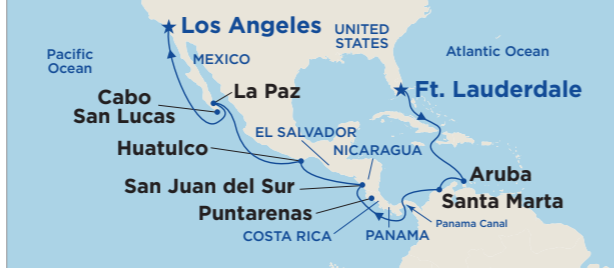 Los Angeles
UNITED
STATES
Pacific
Ocean
MEXICO
Atlantic Ocean
La Paz
Ft. Lauderdale
Cabo
San Lucas
EL SALVADOR
Huatulco
NICARAGUA
Aruba
San Juan del Sur
Santa Marta
Puntarenas
Panama Canal
COSTA RICA
PANAMA